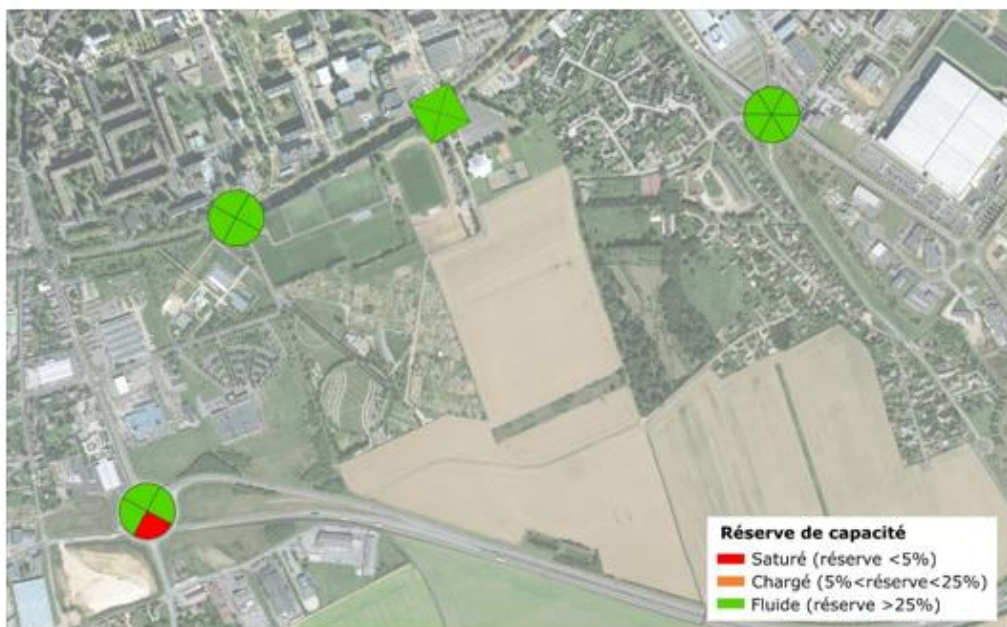 Réserve de capacité
Saturé (réserve <5%)
Chargé (5%<réserve<25%)
Fluide (réserve >25%)